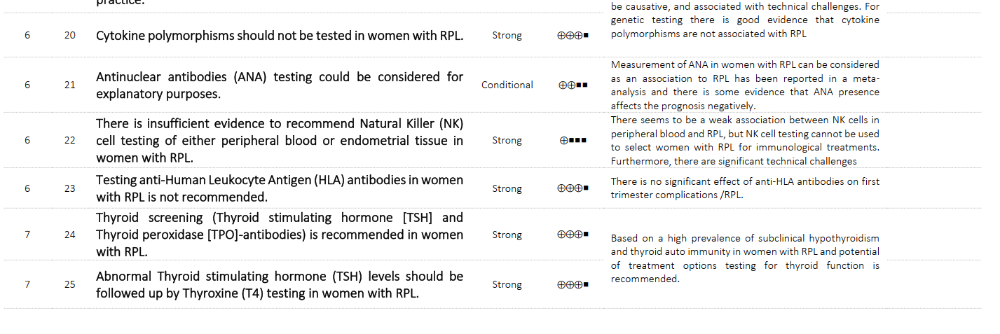 practice.
be causative, and associated with technical challenges. For
genetic testing there is good evidence that cytokine
polymorphisms are not associated with RPL
6 20 Cytokine polymorphisms should not be tested in women with RPL. Strong ⊕⊕⊕■
6 21 Antinuclear antibodies (ANA) testing could be considered for
explanatory purposes. Conditional ⊕⊕■■
Measurement of ANA in women with RPL can be considered
as an association to RPL has been reported in a meta-
analysis and there is some evidence that ANA presence
affects the prognosis negatively.
6 22 There is insufficient evidence to recommend Natural Killer (NK)
cell testing of either peripheral blood or endometrial tissue in
women with RPL. Strong ⊕■■■
There seems to be a weak association between NK cells in
peripheral blood and RPL, but NK cell testing cannot be used
to select women with RPL for immunological treatments.
Furthermore, there are significant technical challenges
6 23 Testing anti-Human Leukocyte Antigen (HLA) antibodies in women
with RPL is not recommended. Strong ⊕⊕⊕■
There is no significant effect of anti-HLA antibodies on first
trimester complications /RPL.
7 24 Thyroid screening (Thyroid stimulating hormone [TSH] and
Thyroid peroxidase [TPO]-antibodies) is recommended in women
with RPL. Strong ⊕⊕⊕■
Based on a high prevalence of subclinical hypothyroidism
and thyroid auto immunity in women with RPL and potential
of treatment options testing for thyroid function is
recommended.
7 25 Abnormal Thyroid stimulating hormone (TSH) levels should be
followed up by Thyroxine (T4) testing in women with RPL. Strong ⊕⊕⊕■